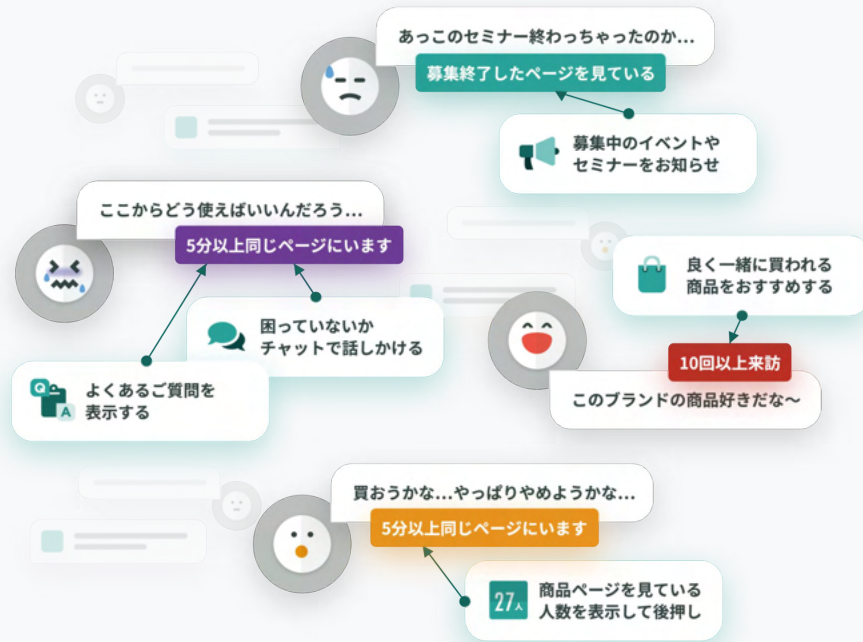 あっこのセミナー終わっちゃったのか...
募集終了したページを見ている
募集中のイベントや
セミナーをお知らせ
ここからどう使えばいいんだろう...
5分以上同じページにいます
困っていないか
チャットで話しかける
Q
A
よくあるご質問を
表示する
良く一緒に買われる
商品をおすすめする
10回以上来訪
このブランドの商品好きだな〜
買おうかな...やっぱりやめようかな...
5分以上同じページにいます
27人
商品ページを見ている
人数を表示して後押し